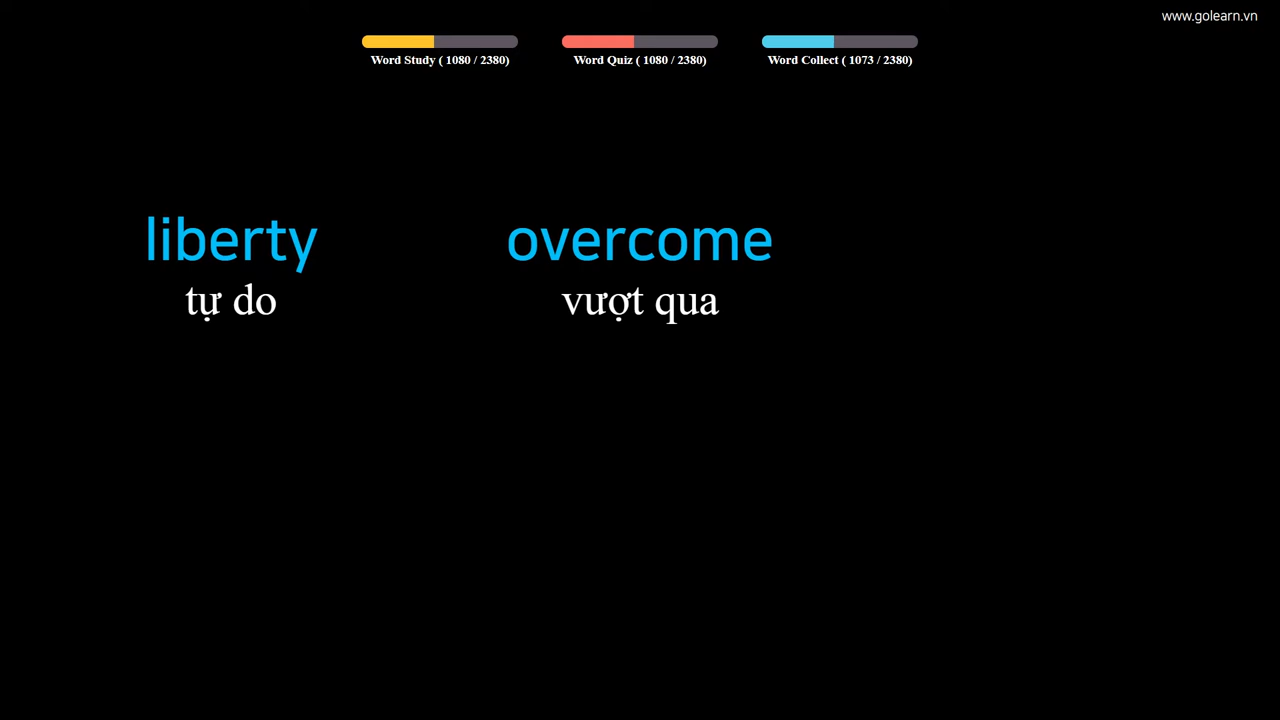 www.golearn.vn
Word Study ( 1080 / 2380) Word Quiz ( 1080 / 2380) Word Collect ( 1073 / 2380)
liberty overcome
tự do vượt qua